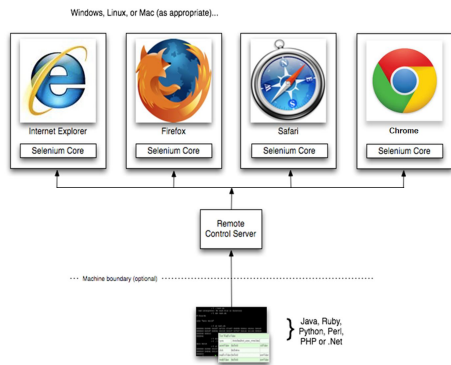 Windows, Linux, or Mac (as appropriate)...
Internet Explorer
Firefox
Safari
Chrome
Selenium Core
Selenium Core
Selenium Core
Selenium Core
Remote
Control Server
Machine boundary (optional)
Java, Ruby,
Python, Perl,
PHP or .Net